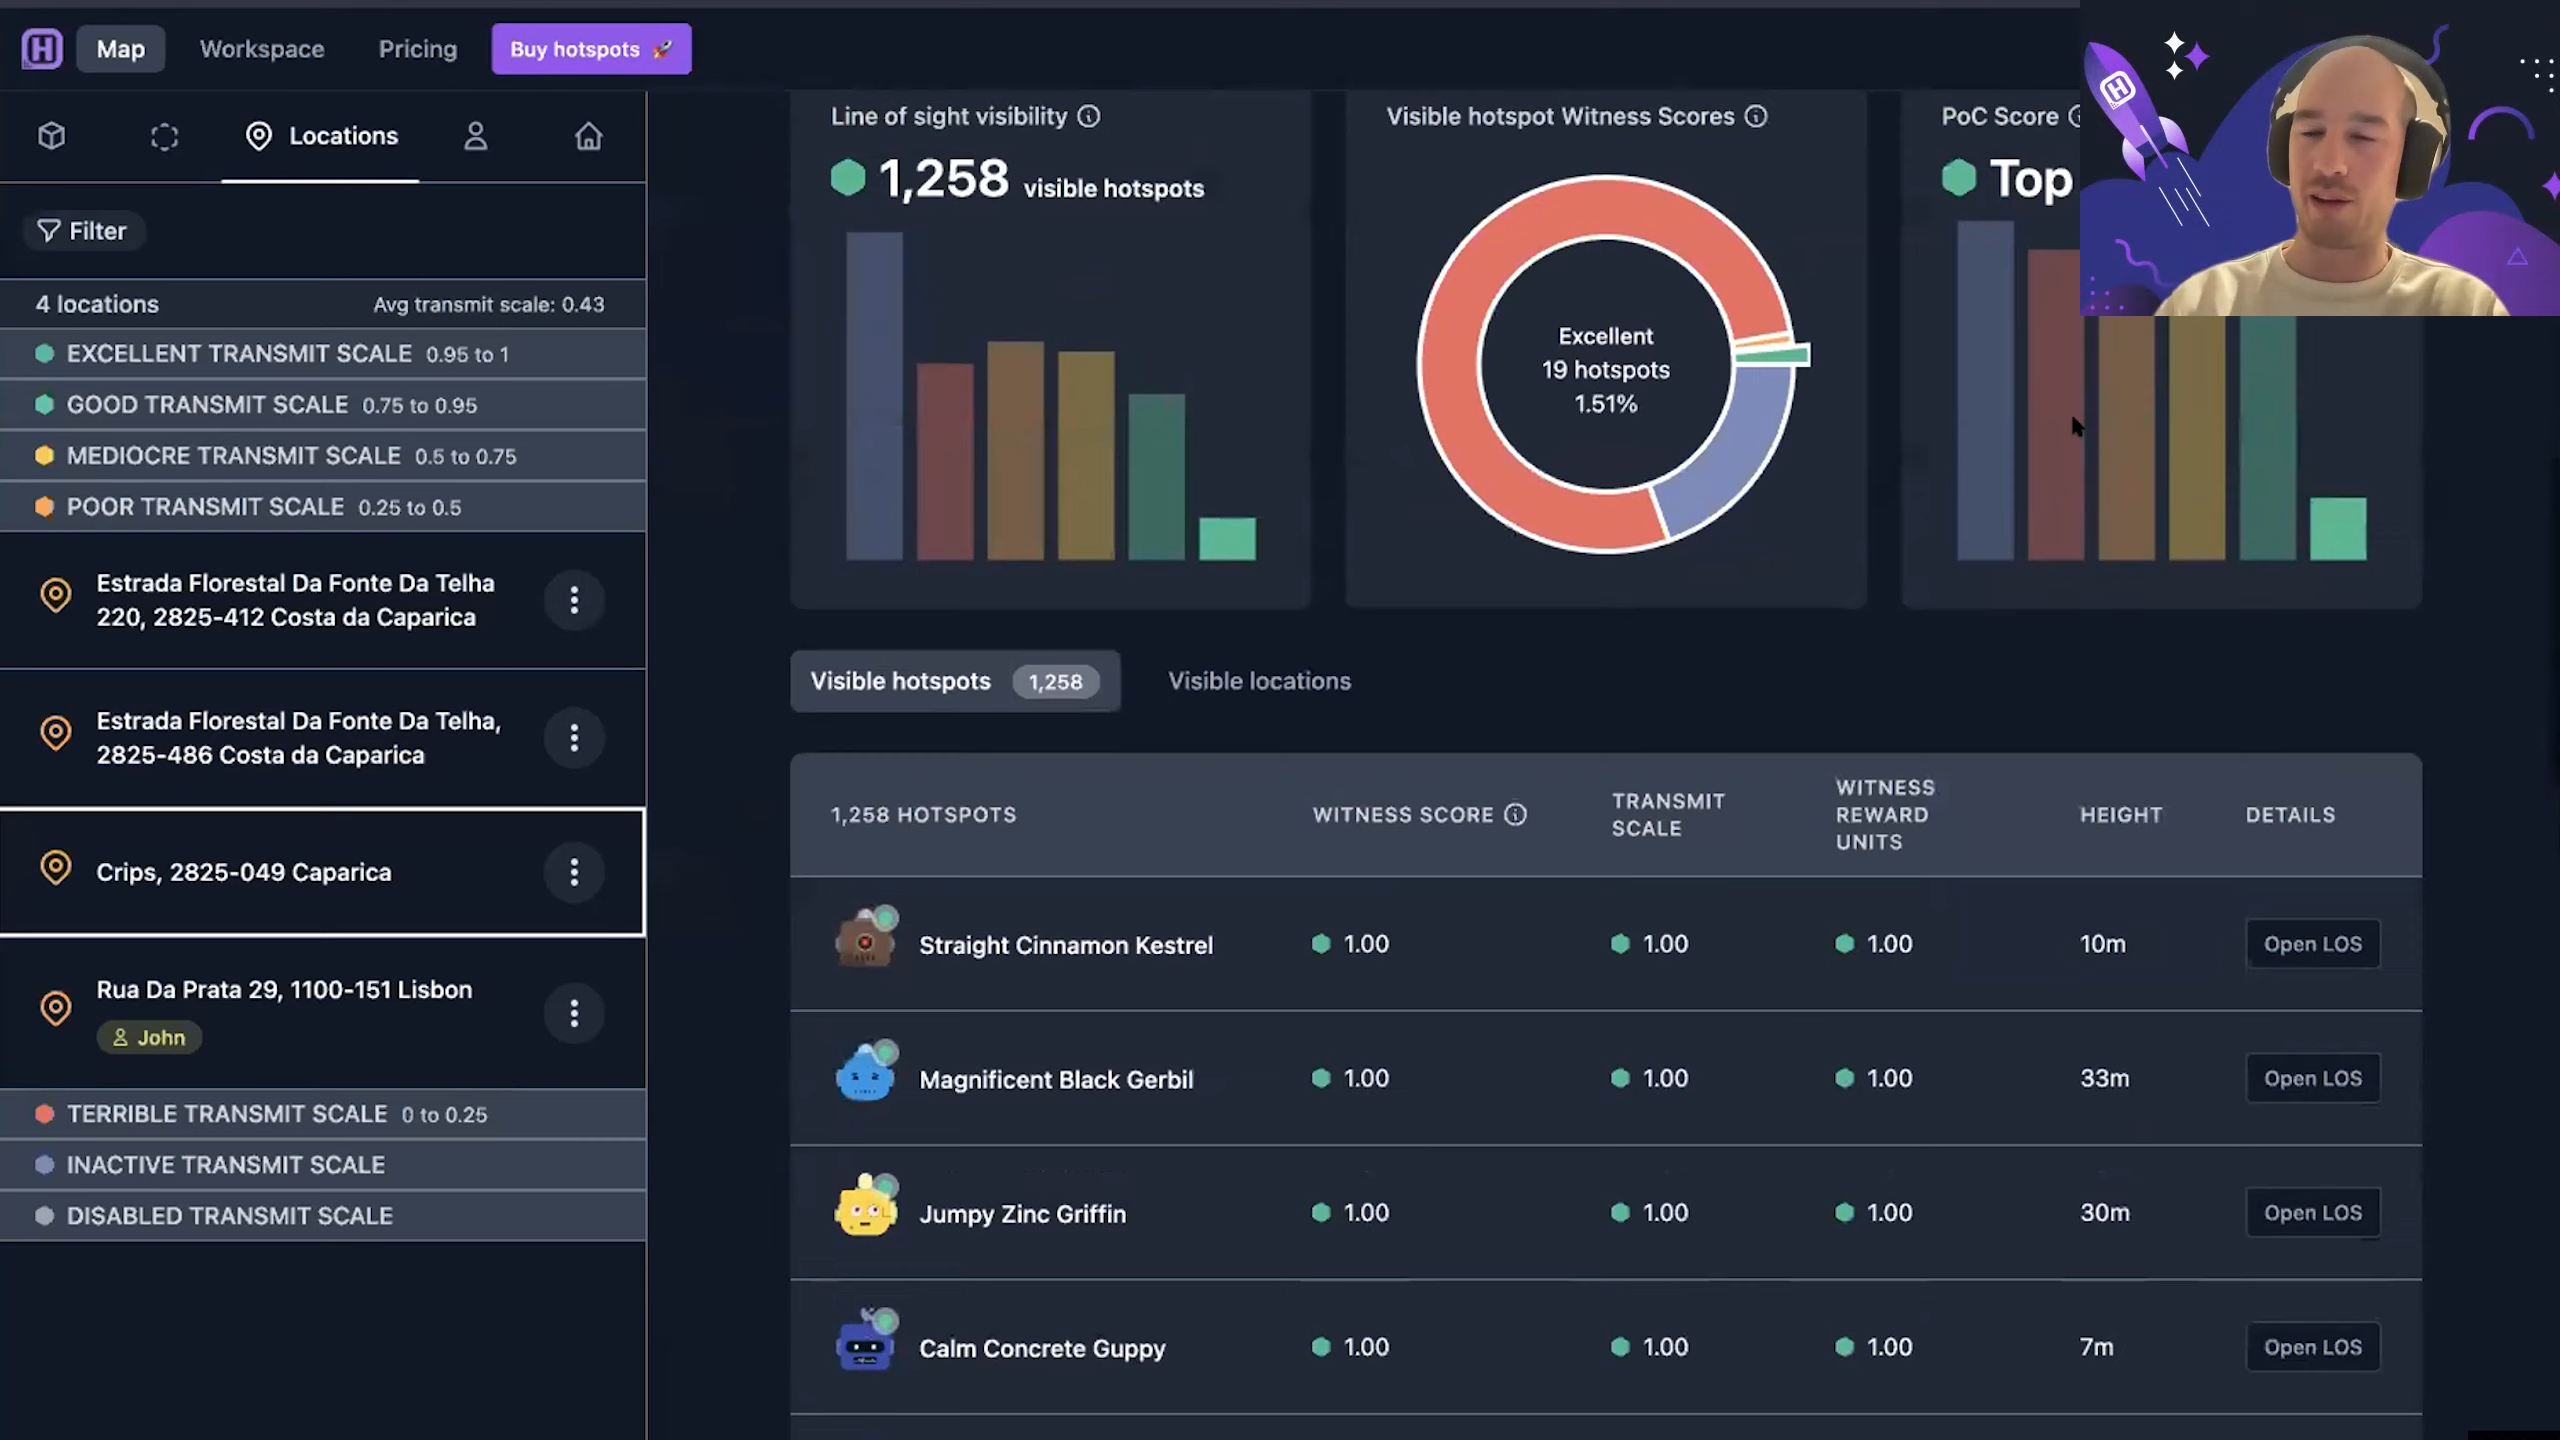 Map
Workspace
Pricing
Buy hotspots
Locations
Filter
4 locations
Avg transmit scale: 0.43
EXCELLENT TRANSMIT SCALE 0.95 to 1
GOOD TRANSMIT SCALE 0.75 to 0.95
MEDIOCRE TRANSMIT SCALE 0.5 to 0.75
POOR TRANSMIT SCALE 0.25 to 0.5
Estrada Florestal Da Fonte Da Telha
220, 2825-412 Costa da Caparica
Estrada Florestal Da Fonte Da Telha,
2825-486 Costa da Caparica
Crips, 2825-049 Caparica
Rua Da Prata 29, 1100-151 Lisbon
John
TERRIBLE TRANSMIT SCALE 0 to 0.25
INACTIVE TRANSMIT SCALE
DISABLED TRANSMIT SCALE
Line of sight visibility
1,258 visible hotspots
Visible hotspot Witness Scores
Excellent
19 hotspots
1.51%
PoC Score
Top
Visible hotspots 1,258
Visible locations
1,258 HOTSPOTS
WITNESS SCORE
TRANSMIT
SCALE
WITNESS
REWARD
UNITS
HEIGHT
DETAILS
Straight Cinnamon Kestrel 1.00 1.00 1.00 10m Open LOS
Magnificent Black Gerbil 1.00 1.00 1.00 33m Open LOS
Jumpy Zinc Griffin 1.00 1.00 1.00 30m Open LOS
Calm Concrete Guppy 1.00 1.00 1.00 7m Open LOS